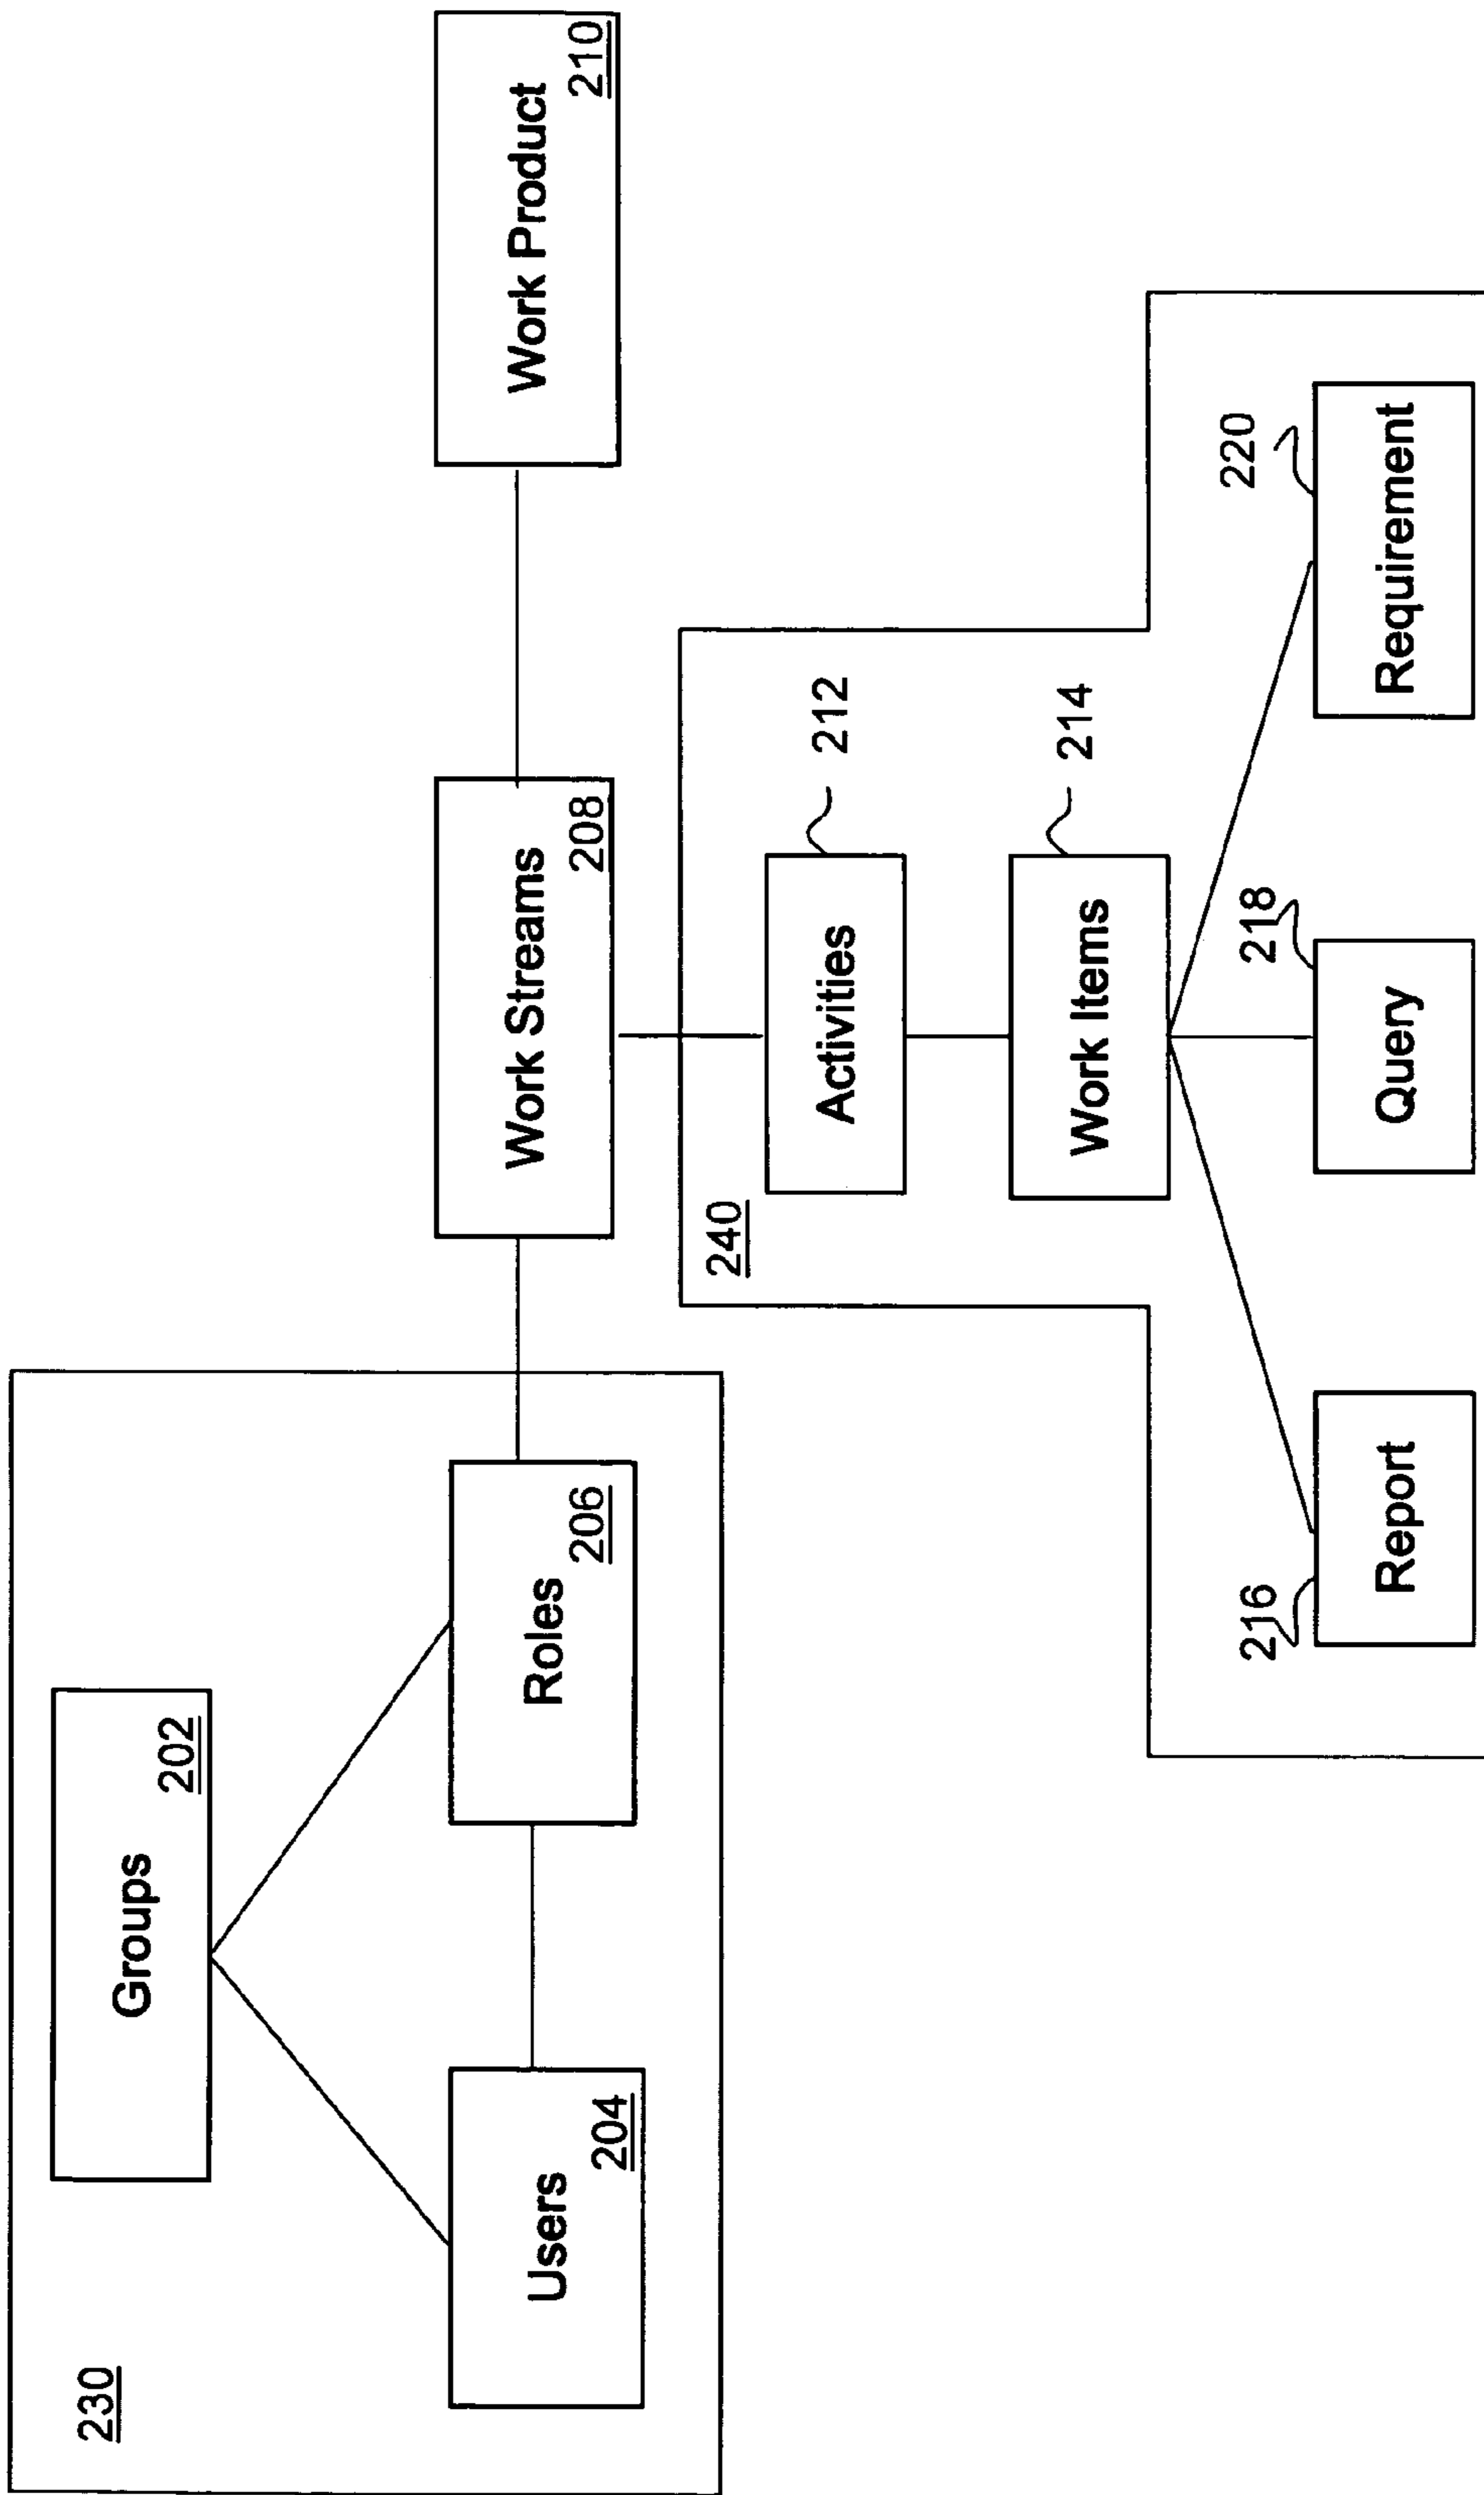 230
Groups
202
Users
204
Roles
206
Work Streams
208
Work Product
210
240
Activities
212
Work Items
214
216
Report
218
Query
220
Requirement